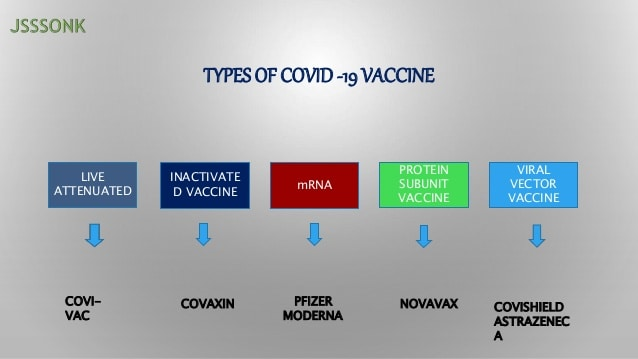 JSSSONK
TYPES OF COVID -19 VACCINE
LIVE
ATTENUATED
INACTIVATE
D VACCINE
mRNA
PROTEIN
SUBUNIT
VACCINE
VIRAL
VECTOR
VACCINE
COVI-
VAC
COVAXIN
PFIZER
MODERNA
NOVAVAX
COVISHIELD
ASTRAZENEC
A